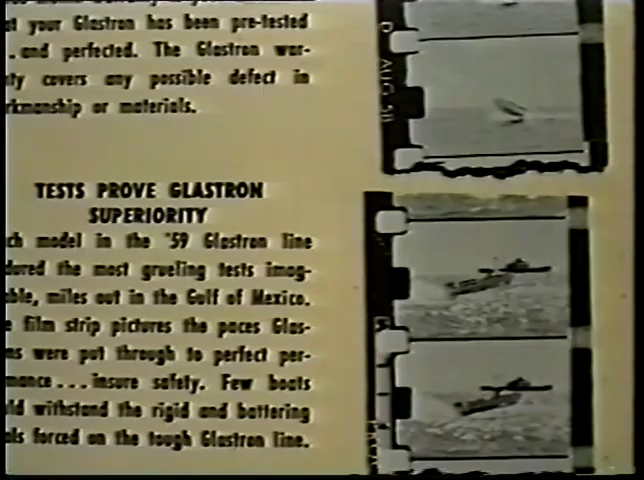 t your Glastron has been pre-tested
. and perfected. The Glastron war-
ty covers any possible defect in
rkmanship or materials.
TESTS PROVE GLASTRON
SUPERIORITY
ch model in the '59 Glastron line
dured the most grueling tests imag-
ble, miles out in the Gulf of Mexico.
e film strip pictures the paces Glas-
ns were put through to perfect per-
mance...insure safety. Few boats
ld withstand the rigid and battering
als forced on the tough Glastron line.